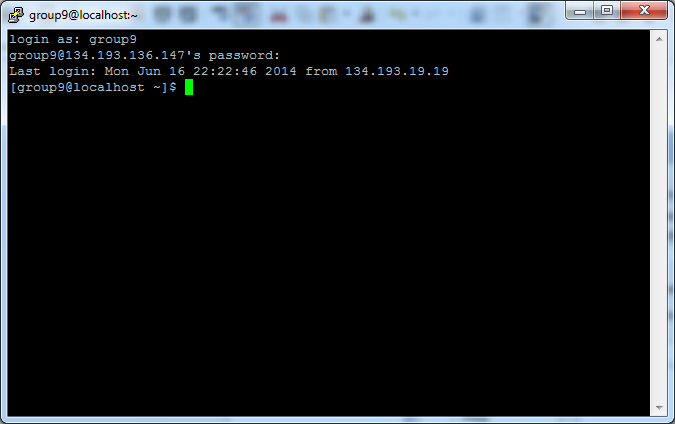 group9@localhost:~
login as: group9
group9@134.193.136.147's password:
Last login: Mon Jun 16 22:22:46 2014 from 134.193.19.19
[group9@localhost ~]$